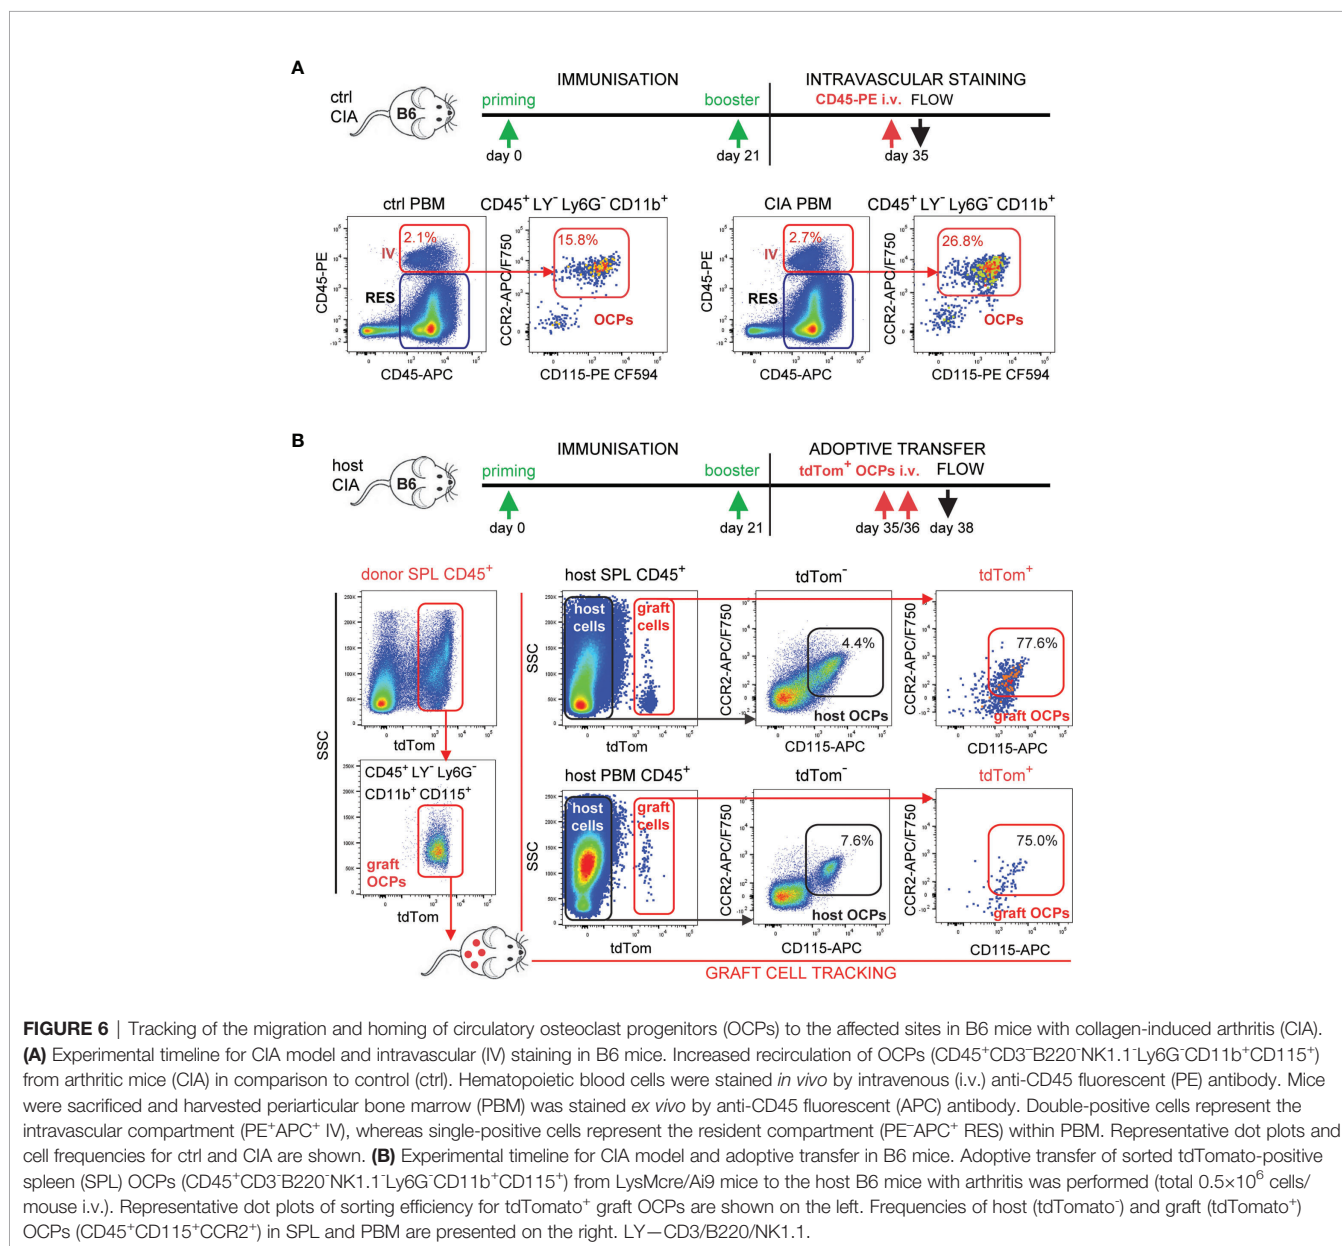 A
IMMUNISATION
INTRAVASCULAR STAINING
ctrl
CIA
B6
priming
booster
CD45-PE i.v.
FLOW
day 0
day 21
day 35
ctrl PBM
CD45⁺ LY⁻ Ly6G⁻ CD11b⁺
CIA PBM
CD45⁺ LY⁻ Ly6G⁻ CD11b⁺
2.1%
IV
RES
CD45-PE
CD45-APC
15.8%
OCPs
CCR2-APC/F750
CD115-PE CF594
2.7%
IV
RES
CD45-PE
CD45-APC
26.8%
OCPs
CCR2-APC/F750
CD115-PE CF594
B
IMMUNISATION
ADOPTIVE TRANSFER
host
CIA
B6
priming
booster
tdTom⁺ OCPs i.v.
FLOW
day 0
day 21
day 35/36
day 38
donor SPL CD45⁺
SSC
tdTom
CD45⁺ LY⁻ Ly6G⁻
CD11b⁺ CD115⁺
graft
OCPs
tdTom
host SPL CD45⁺
host
cells
graft
cells
SSC
tdTom
tdTom⁻
4.4%
host OCPs
CCR2-APC/F750
CD115-APC
tdTom⁺
77.6%
graft OCPs
CCR2-APC/F750
CD115-APC
host PBM CD45⁺
host
cells
graft
cells
SSC
tdTom
tdTom⁻
7.6%
host OCPs
CCR2-APC/F750
CD115-APC
tdTom⁺
75.0%
graft OCPs
CCR2-APC/F750
CD115-APC
GRAFT CELL TRACKING
FIGURE 6 | Tracking of the migration and homing of circulatory osteoclast progenitors (OCPs) to the affected sites in B6 mice with collagen-induced arthritis (CIA).
(A) Experimental timeline for CIA model and intravascular (IV) staining in B6 mice. Increased recirculation of OCPs (CD45⁺CD3⁻B220⁻NK1.1⁻Ly6G⁻CD11b⁺CD115⁺)
from arthritic mice (CIA) in comparison to control (ctrl). Hematopoietic blood cells were stained in vivo by intravenous (i.v.) anti-CD45 fluorescent (PE) antibody. Mice
were sacrificed and harvested periarticular bone marrow (PBM) was stained ex vivo by anti-CD45 fluorescent (APC) antibody. Double-positive cells represent the
intravascular compartment (PE⁺APC⁺ IV), whereas single-positive cells represent the resident compartment (PE⁻APC⁺ RES) within PBM. Representative dot plots and
cell frequencies for ctrl and CIA are shown. (B) Experimental timeline for CIA model and adoptive transfer in B6 mice. Adoptive transfer of sorted tdTomato-positive
spleen (SPL) OCPs (CD45⁺CD3⁻B220⁻NK1.1⁻Ly6G⁻CD11b⁺CD115⁺) from LysMcre/Ai9 mice to the host B6 mice with arthritis was performed (total 0.5×10⁶ cells/
mouse i.v.). Representative dot plots of sorting efficiency for tdTomato⁺ graft OCPs are shown on the left. Frequencies of host (tdTomato⁻) and graft (tdTomato⁺)
OCPs (CD45⁺CD115⁺CCR2⁺) in SPL and PBM are presented on the right. LY—CD3/B220/NK1.1.